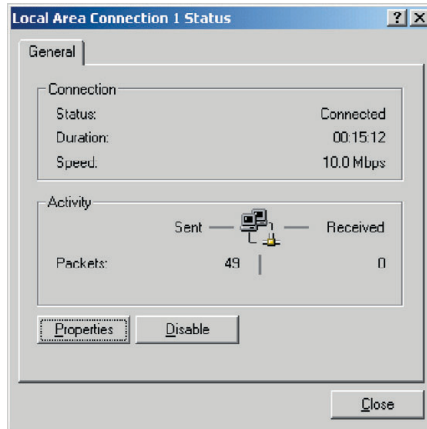 Local Area Connection 1 Status ? X
General
Connection
Status: Connected
Duration: 00:15:12
Speed: 10.0 Mbps
Activity
Sent Received
Packets: 49 0
Properties Disable
Close